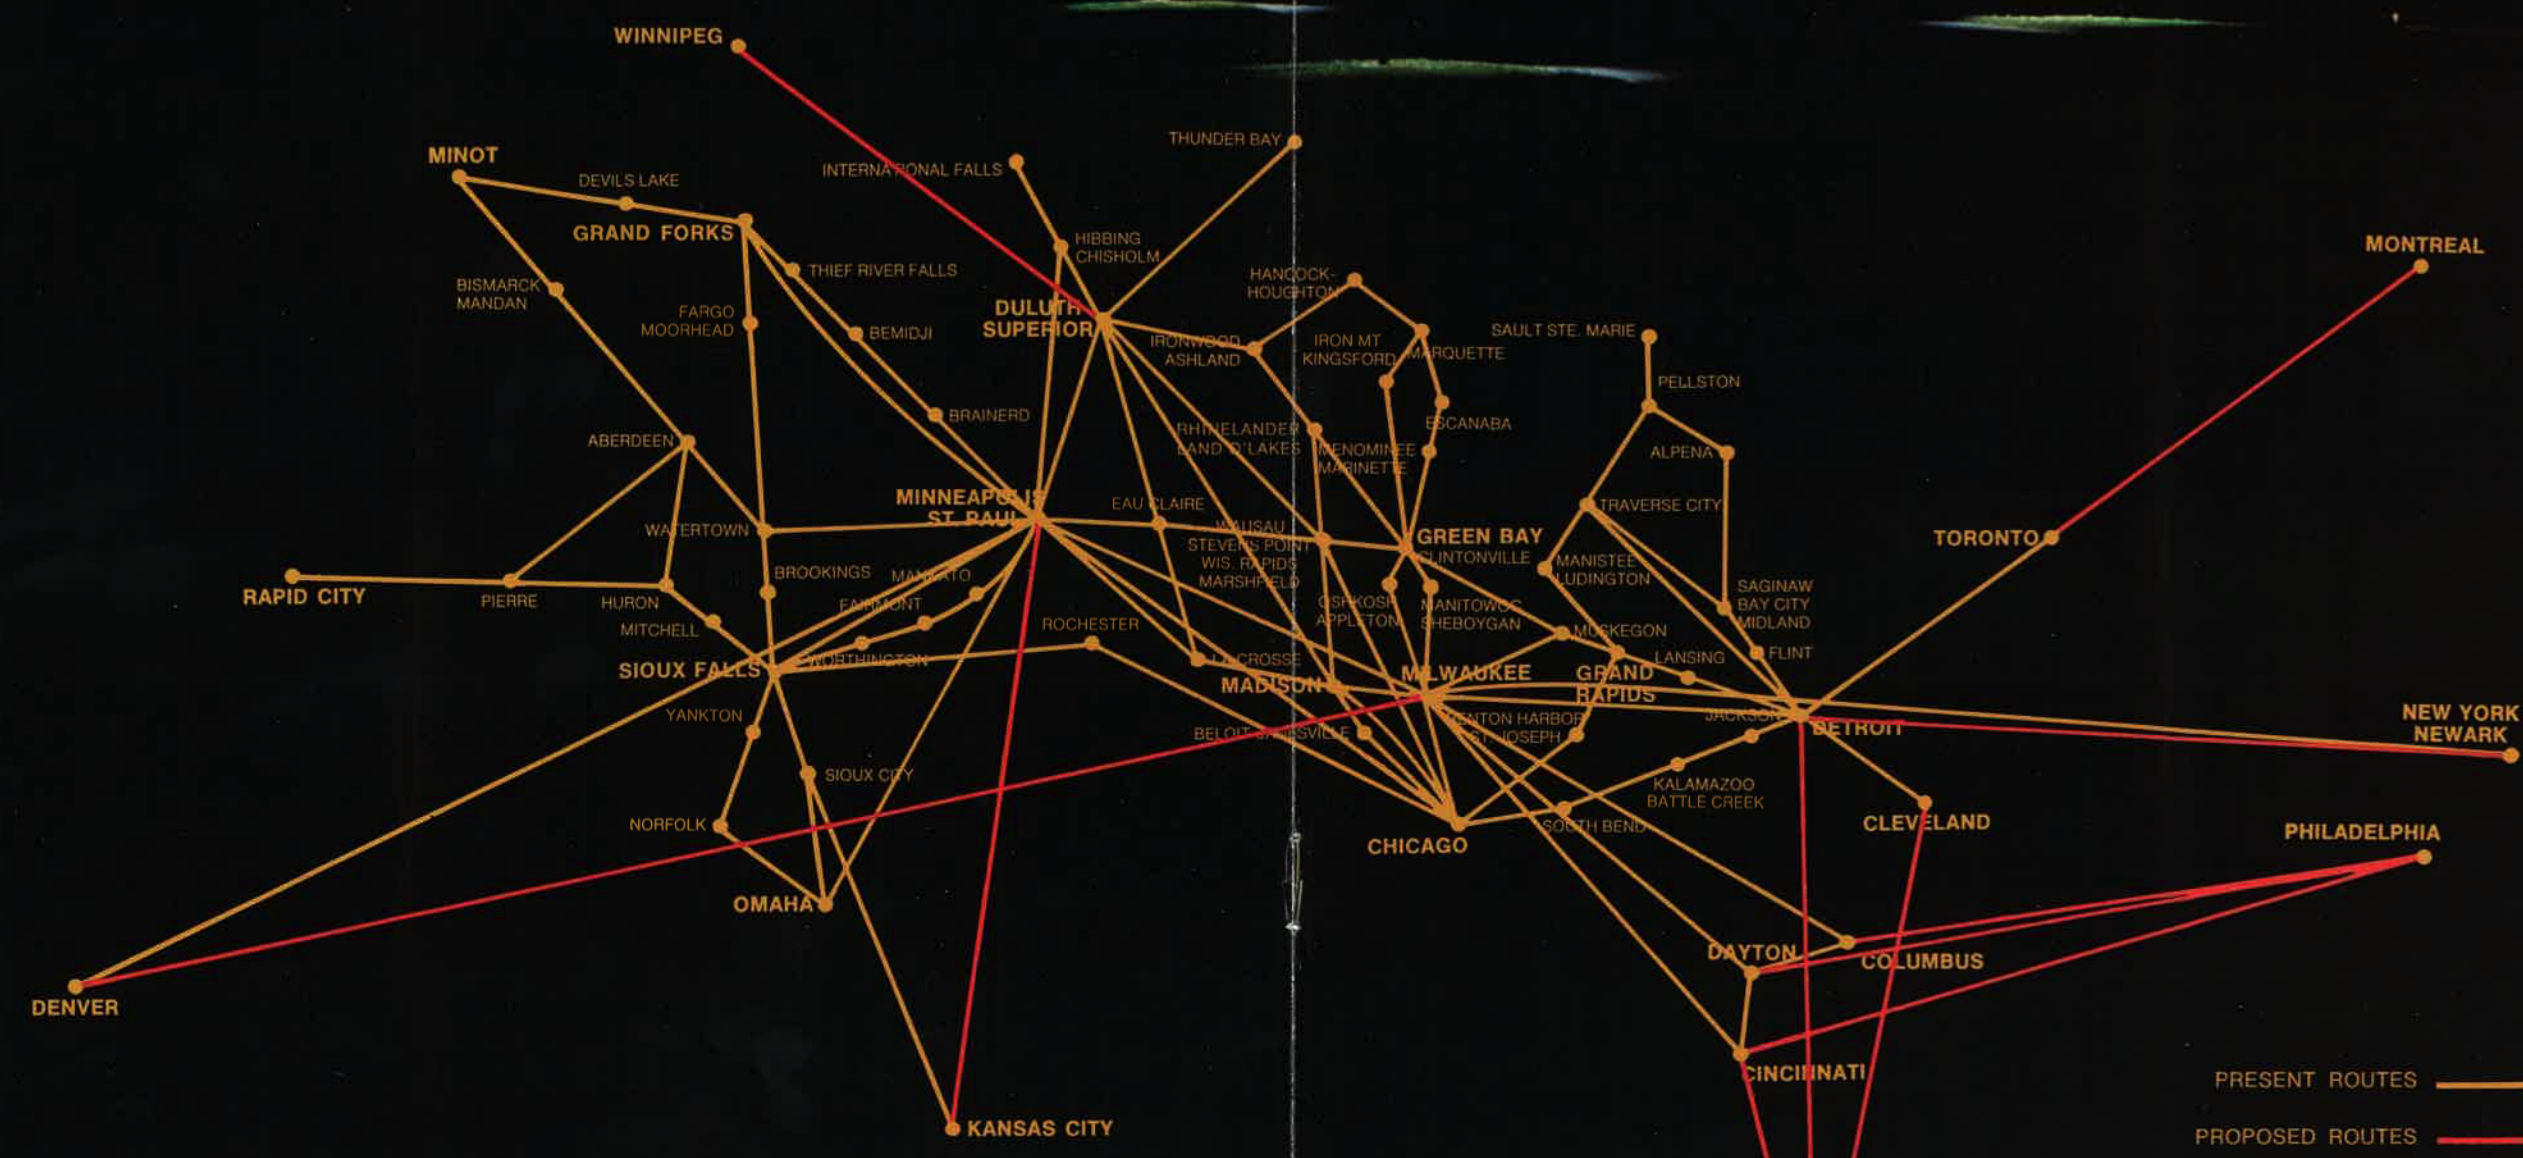 WINNIPEG
THUNDER BAY
MINOT
INTERNATIONAL FALLS
DEVILS LAKE
GRAND FORKS
HIBBING
CHISHOLM
MONTREAL
THIEF RIVER FALLS
HANCOCK-
HOUGHTON
BISMARCK
MANDAN
DULUTH
SUPERIOR
FARGO
MOORHEAD
BEMIDJI
IRONWOOD
ASHLAND
IRON MT
KINGSFORD
MARQUETTE
SAULT STE. MARIE
PELLSTON
BRAINERD
ESCANABA
RHINELANDER
LAND O'LAKES
MENOMINEE
MARINETTE
ABERDEEN
ALPENA
MINNEAPOLIS
ST. PAUL
EAU CLAIRE
TRAVERSE CITY
WATERTOWN
WAUSAU
STEVENS POINT
WIS. RAPIDS
MARSHFIELD
GREEN BAY
CLINTONVILLE
TORONTO
MANISTEE
LUDINGTON
BROOKINGS
MANKATO
SAGINAW
BAY CITY
MIDLAND
RAPID CITY
PIERRE
HURON
FAIRMONT
OSHKOSH
APPLETON
MANITOWOC
SHEBOYGAN
MITCHELL
ROCHESTER
MUSKEGON
SIOUX FALLS
WORTHINGTON
LA CROSSE
LANSING
FLINT
MADISON
MILWAUKEE
GRAND
RAPIDS
YANKTON
BENTON HARBOR
ST. JOSEPH
JACKSON
DETROIT
NEW YORK
NEWARK
BELOIT-JANESVILLE
SIOUX CITY
KALAMAZOO
BATTLE CREEK
NORFOLK
SOUTH BEND
CLEVELAND
PHILADELPHIA
CHICAGO
OMAHA
DAYTON
COLUMBUS
DENVER
CINCINNATI
PRESENT ROUTES
KANSAS CITY
PROPOSED ROUTES